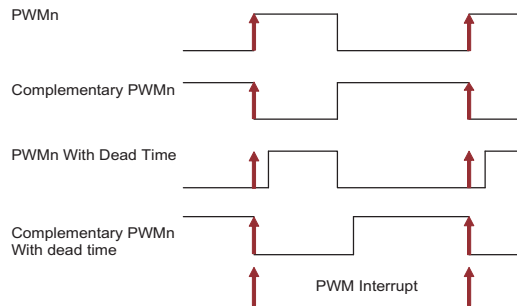 PWMn
Complementary PWMn
PWMn With Dead Time
Complementary PWMn
With dead time
PWM Interrupt